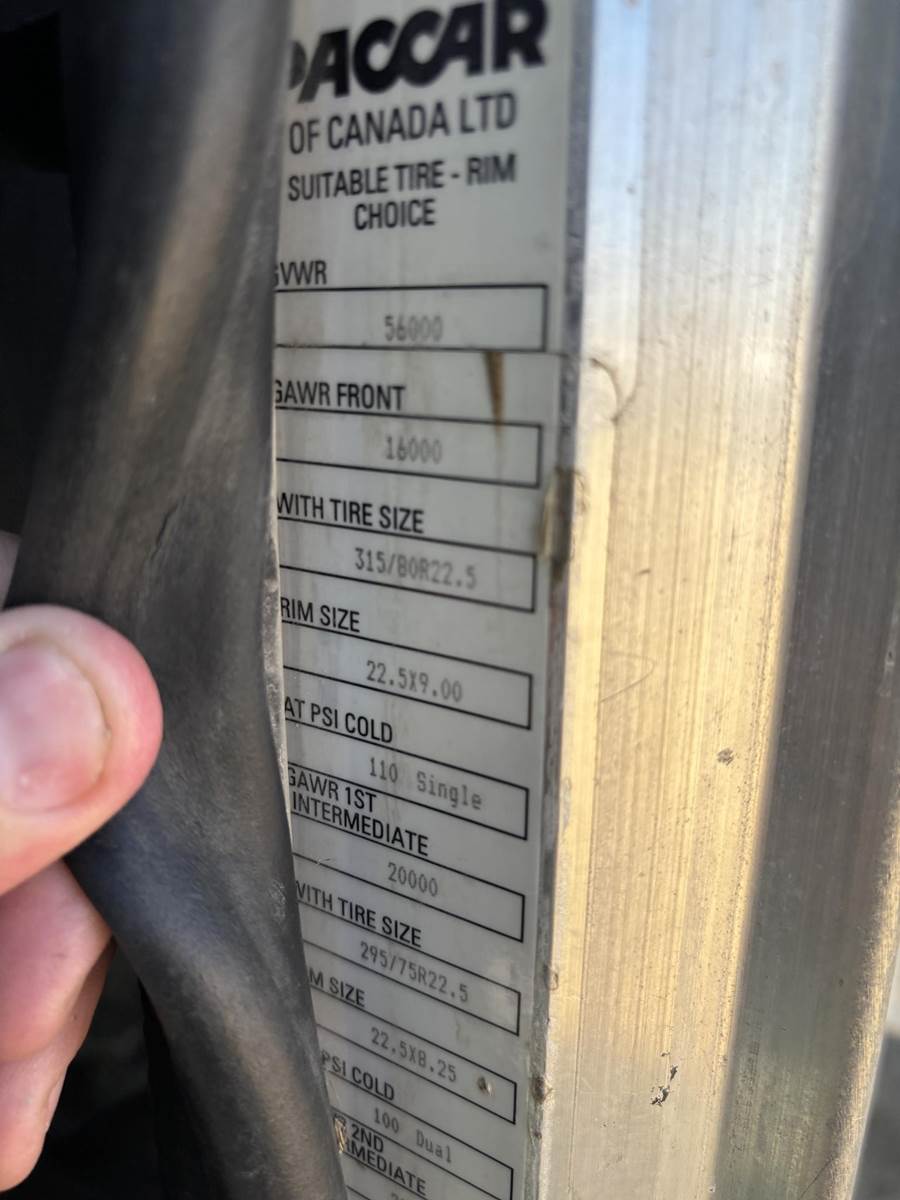 PACCAR
OF CANADA LTD
SUITABLE TIRE - RIM
CHOICE
GVWR
56000
GAWR FRONT
16000
WITH TIRE SIZE
315/80R22.5
RIM SIZE
22.5X9.00
AT PSI COLD
110 Single
GAWR 1ST
INTERMEDIATE
20000
WITH TIRE SIZE
295/75R22.5
M SIZE
22.5X8.25
PSI COLD
100 Dual
2ND
MEDIATE